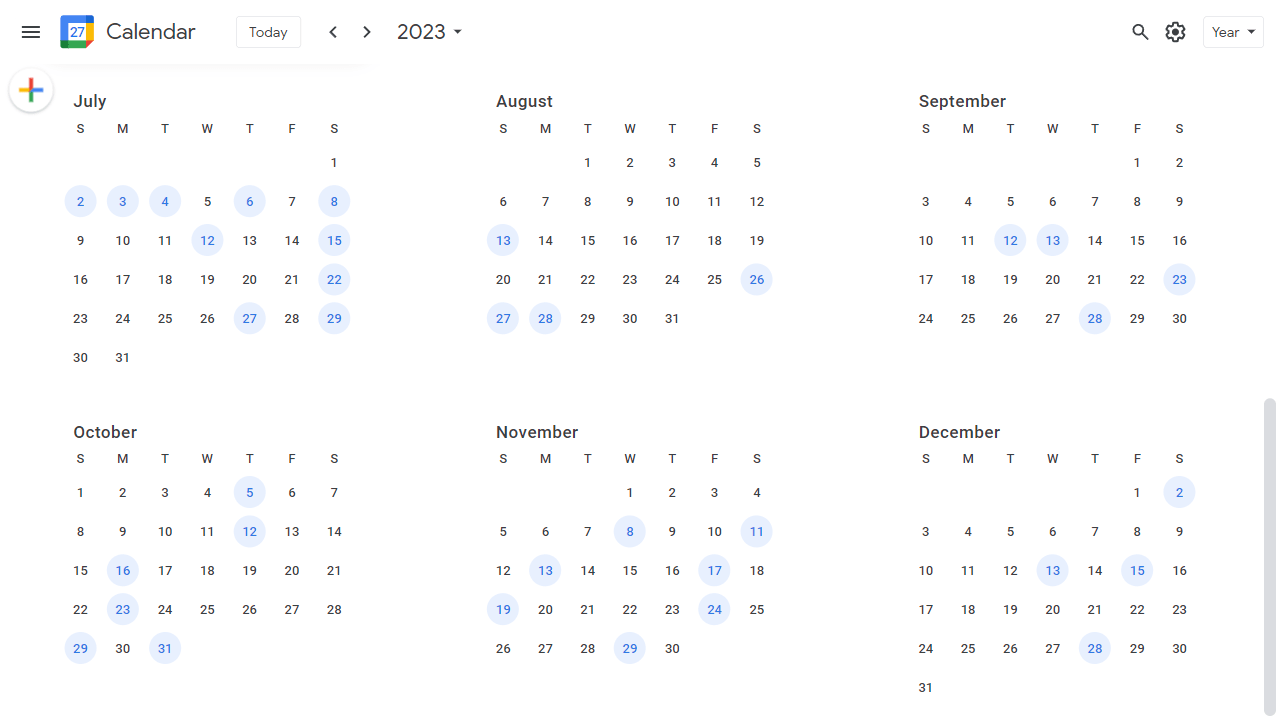 27 Calendar Today 2023 Year
July August September
S M T W T F S S M T W T F S S M T W T F S
1 1 2 3 4 5 1 2
2 3 4 5 6 7 8 6 7 8 9 10 11 12 3 4 5 6 7 8 9
9 10 11 12 13 14 15 13 14 15 16 17 18 19 10 11 12 13 14 15 16
16 17 18 19 20 21 22 20 21 22 23 24 25 26 17 18 19 20 21 22 23
23 24 25 26 27 28 29 27 28 29 30 31 24 25 26 27 28 29 30
30 31
October November December
S M T W T F S S M T W T F S S M T W T F S
1 2 3 4 5 6 7 1 2 3 4 1 2
8 9 10 11 12 13 14 5 6 7 8 9 10 11 3 4 5 6 7 8 9
15 16 17 18 19 20 21 12 13 14 15 16 17 18 10 11 12 13 14 15 16
22 23 24 25 26 27 28 19 20 21 22 23 24 25 17 18 19 20 21 22 23
29 30 31 26 27 28 29 30 24 25 26 27 28 29 30
31